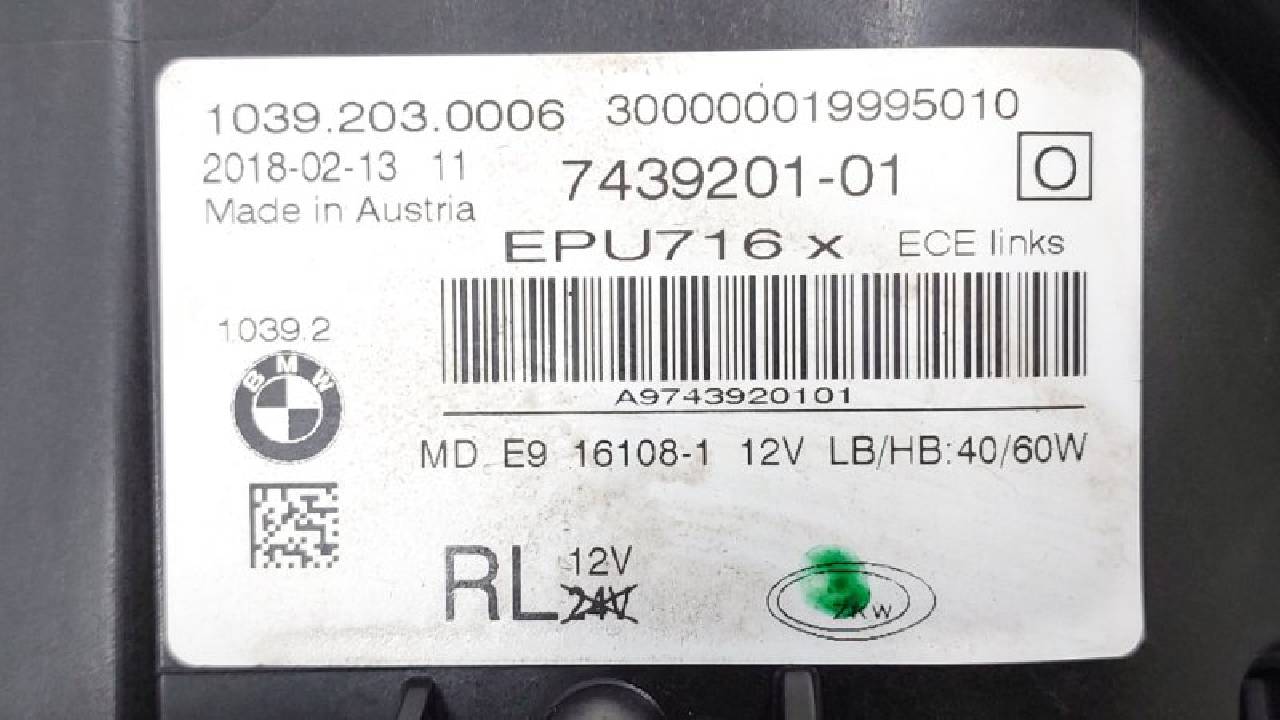 1039.203.0006 300000019995010
2018-02-13 11 7439201-01 O
Made in Austria
EPU716 x ECE links
1039.2
BMW
A9743920101
MD E9 16108-1 12V LB/HB:40/60W
RL 12V
24V
ZKW